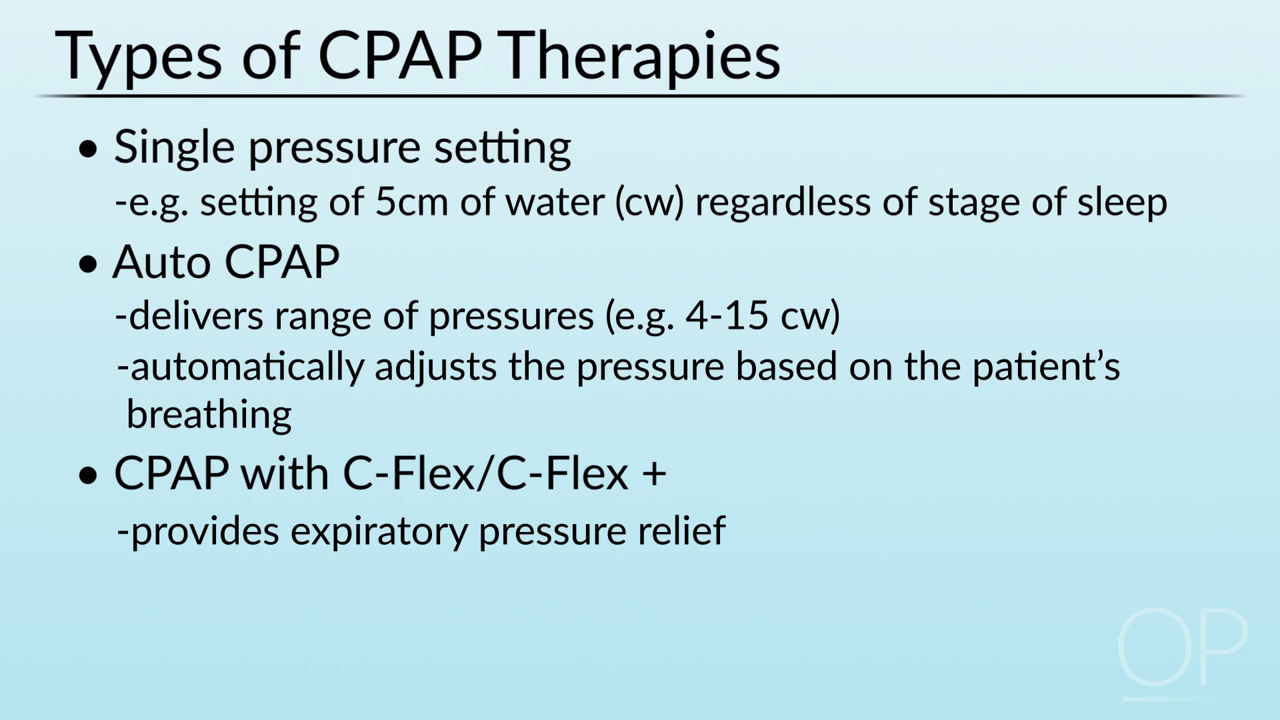 Types of CPAP Therapies
• Single pressure setting
-e.g. setting of 5cm of water (cw) regardless of stage of sleep
• Auto CPAP
-delivers range of pressures (e.g. 4-15 cw)
-automatically adjusts the pressure based on the patient’s
breathing
• CPAP with C-Flex/C-Flex +
-provides expiratory pressure relief
OP